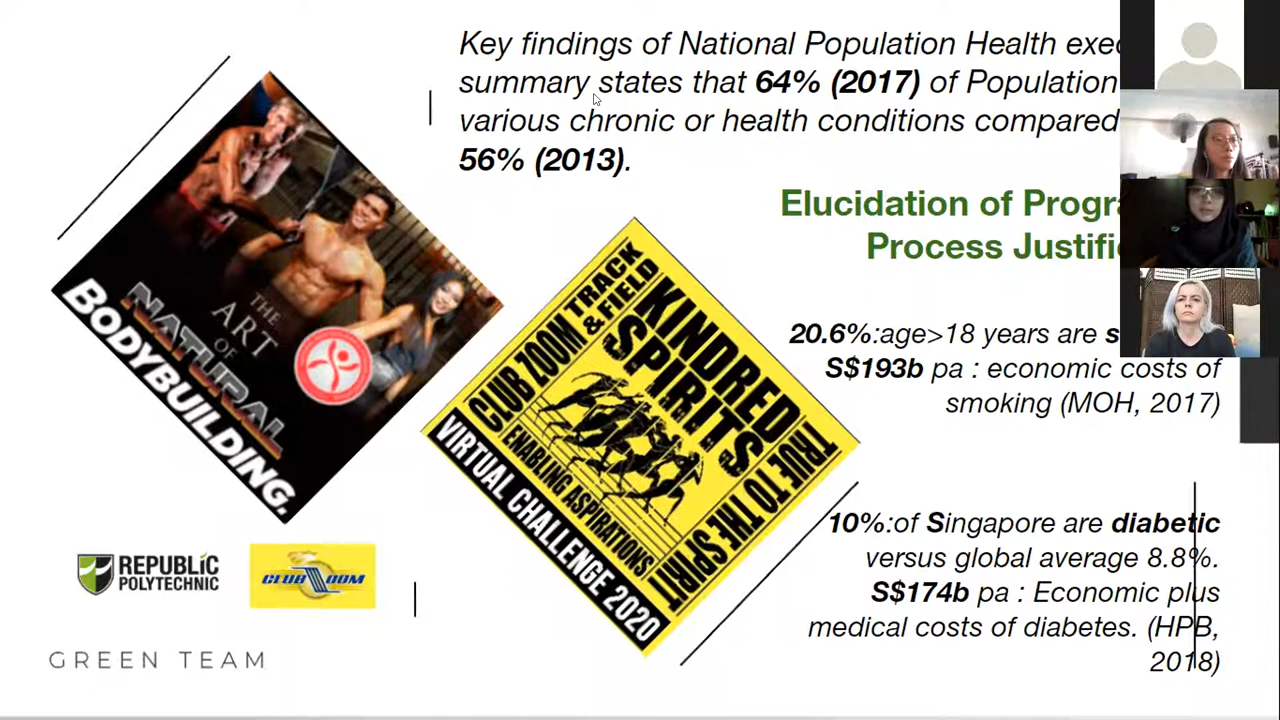 Key findings of National Population Health exec
summary states that 64% (2017) of Population
various chronic or health conditions compared
56% (2013).
Elucidation of Progra
Process Justifi
20.6%:age>18 years are s
S$193b pa : economic costs of
smoking (MOH, 2017)
10%:of Singapore are diabetic
versus global average 8.8%.
S$174b pa : Economic plus
medical costs of diabetes. (HPB,
2018)
THE
ART
OF
NATURAL
BODYBUILDING.
TRACK
& FIELD
CLUB ZOOM
KINDRED
SPIRITS
TRUE TO THE SPIRIT
ENABLING ASPIRATIONS
VIRTUAL CHALLENGE 2020
REPUBLIC
POLYTECHNIC
CLUB ZOOM
GREEN TEAM